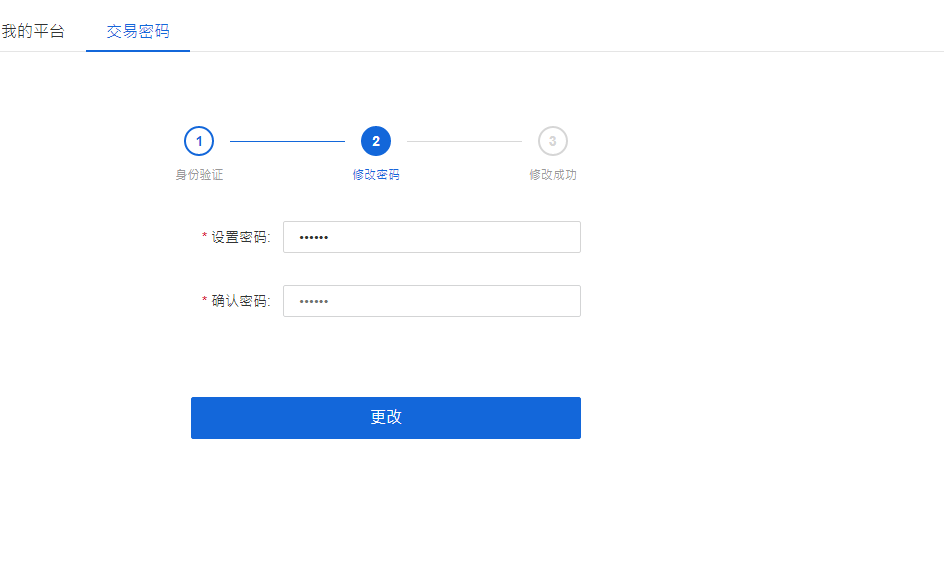 我的平台 交易密码
1 2 3
身份验证 修改密码 修改成功
* 设置密码: ••••••
* 确认密码: ••••••
更改